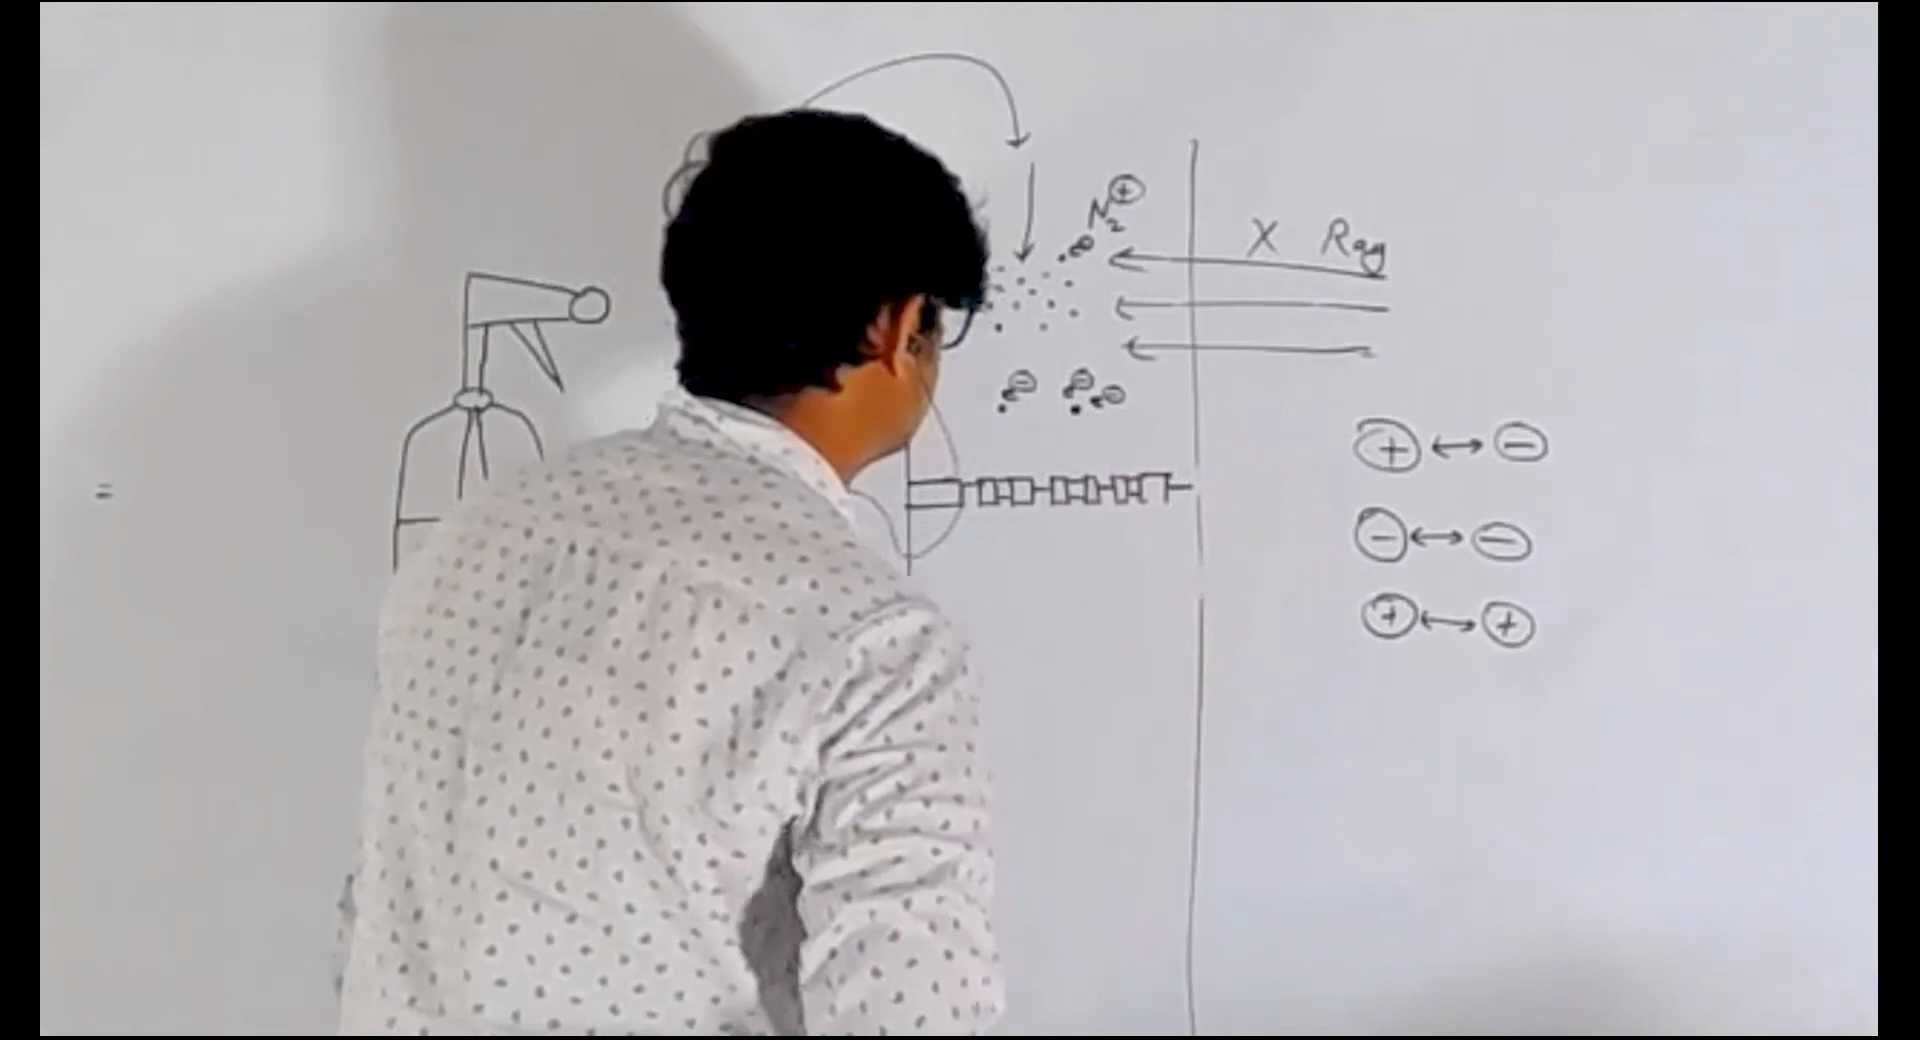 N₂⊕
X Ray
⊖ ⊖ ⊖
=
⊕ ↔ ⊖
⊖ ↔ ⊖
⊕ ↔ ⊕